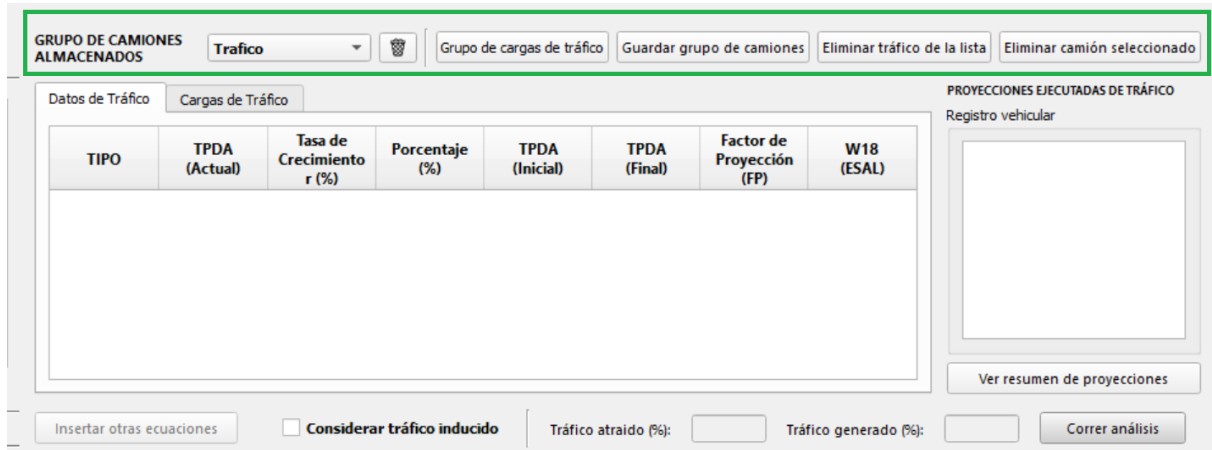 GRUPO DE CAMIONES
ALMACENADOS
Trafico
Grupo de cargas de tráfico
Guardar grupo de camiones
Eliminar tráfico de la lista
Eliminar camión seleccionado
Datos de Tráfico
Cargas de Tráfico
TIPO
TPDA
(Actual)
Tasa de
Crecimiento
r (%)
Porcentaje
(%)
TPDA
(Inicial)
TPDA
(Final)
Factor de
Proyección
(FP)
W18
(ESAL)
PROYECCIONES EJECUTADAS DE TRÁFICO
Registro vehicular
Ver resumen de proyecciones
Insertar otras ecuaciones
Considerar tráfico inducido
Tráfico atraido (%):
Tráfico generado (%):
Correr análisis